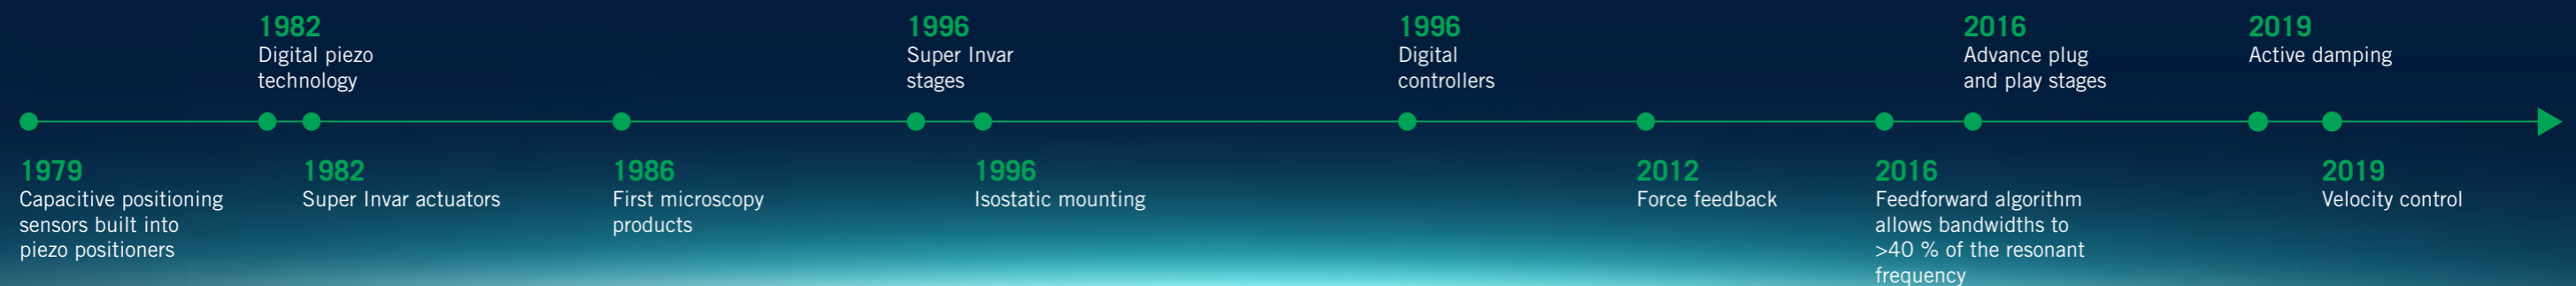 1979
Capacitive positioning
sensors built into
piezo positioners
1982
Digital piezo
technology
1982
Super Invar actuators
1986
First microscopy
products
1996
Super Invar
stages
1996
Isostatic mounting
1996
Digital
controllers
2012
Force feedback
2016
Feedforward algorithm
allows bandwidths to
>40 % of the resonant
frequency
2016
Advance plug
and play stages
2019
Active damping
2019
Velocity control